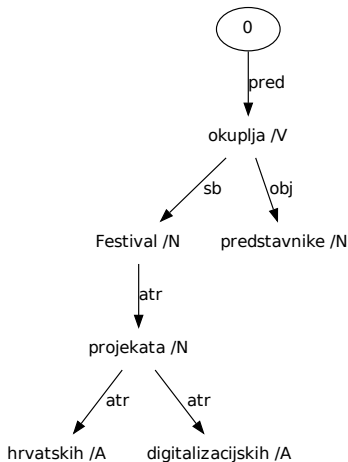 0
pred
okuplja /V
sb obj
Festival /N predstavnike /N
atr
projekata /N
atr atr
hrvatskih /A digitalizacijskih /A